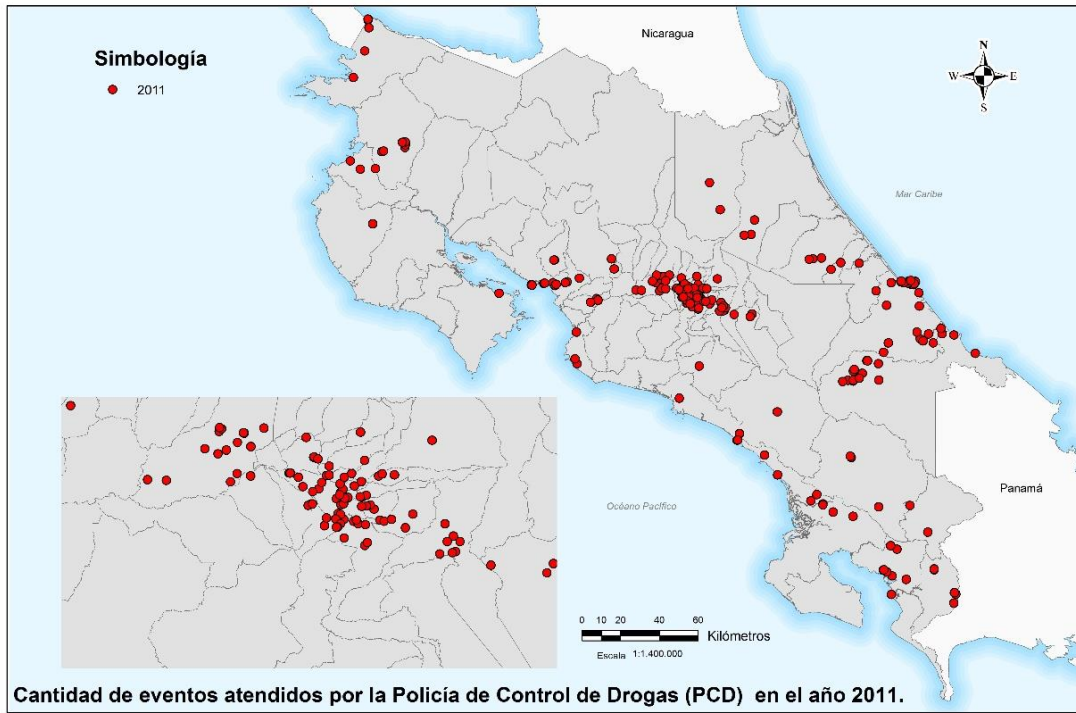 Nicaragua
Simbología
2011
N
W E
S
Mar Caribe
Océano Pacífico
Panamá
0 10 20 40 60
Kilómetros
Escala 1:1.400.000
Cantidad de eventos atendidos por la Policía de Control de Drogas (PCD) en el año 2011.